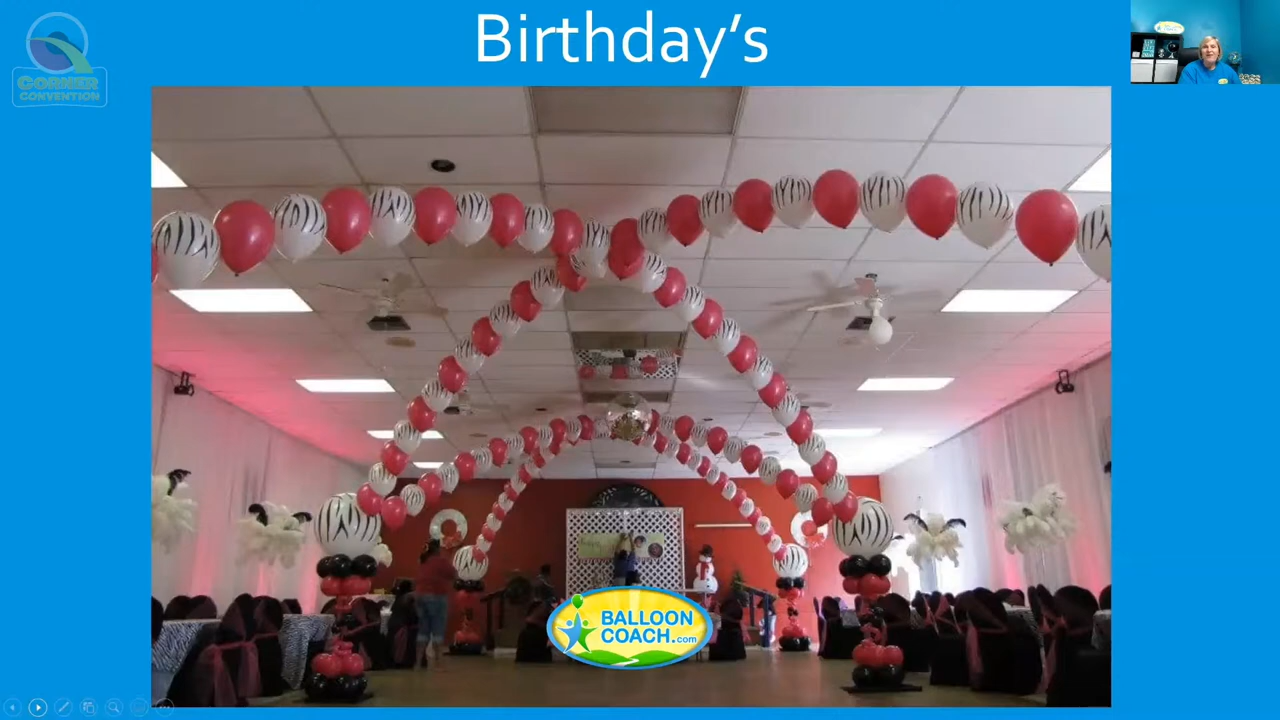 Birthday's
CORNER
CONVENTION
BALLOON
COACH.com